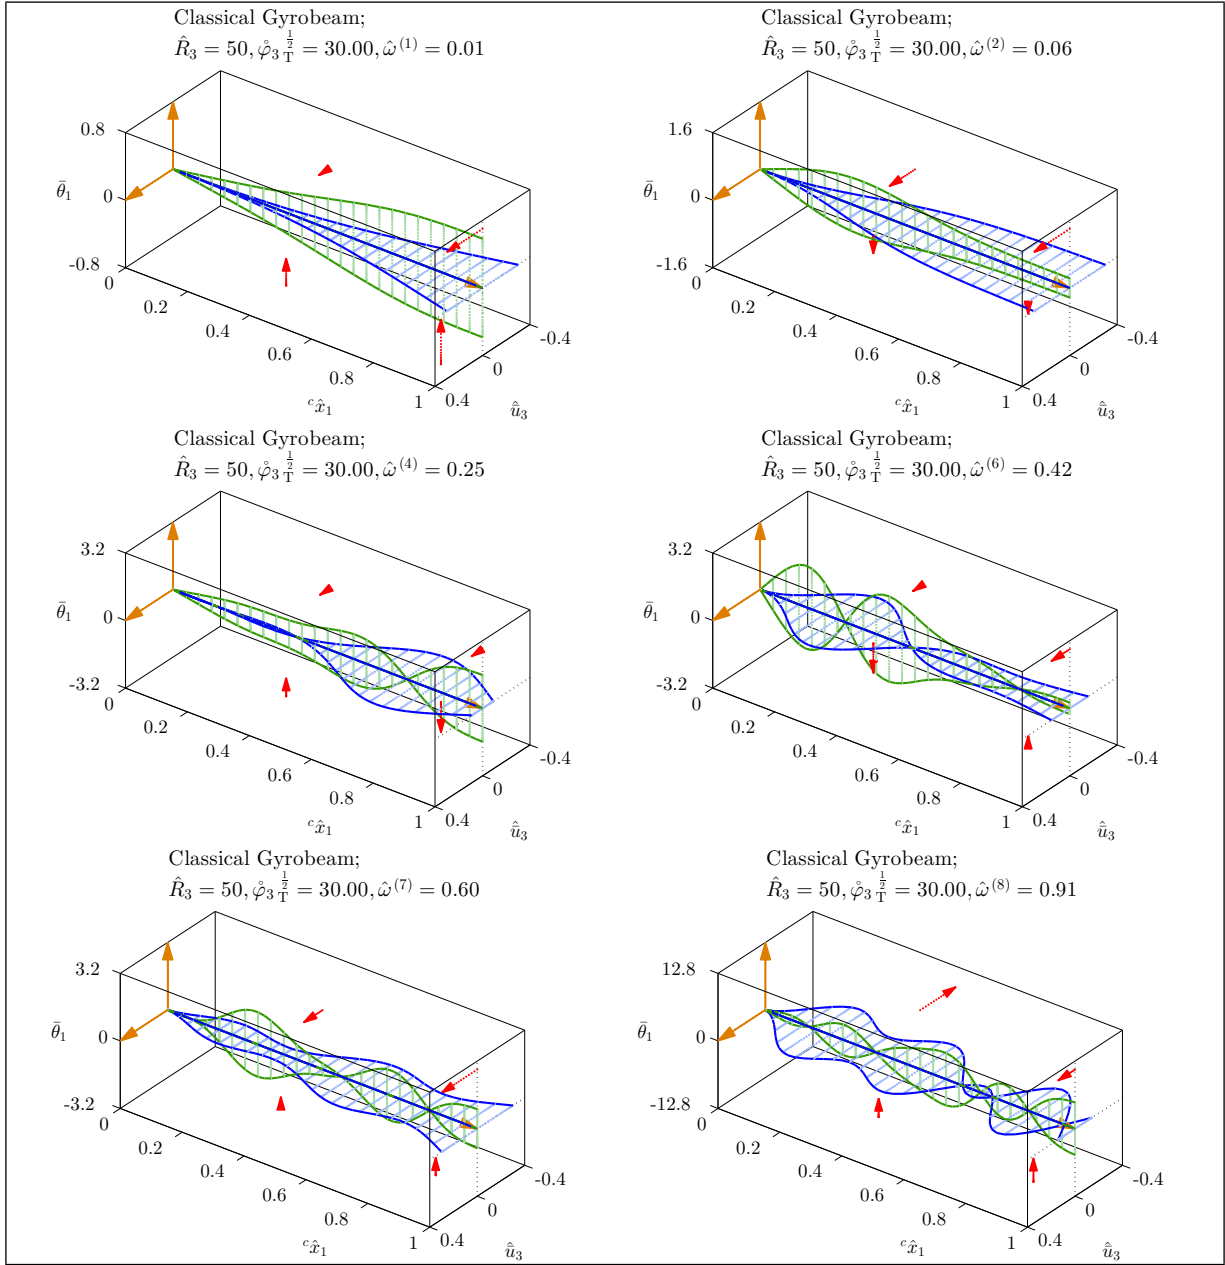 Classical Gyrobeam;
R̂₃ = 50, φ̊₃ T^(1/2) = 30.00, ω̂⁽¹⁾ = 0.01
0.8
θ̄₁
0
-0.8
0
0.2
0.4
0.6
0.8
1
ᶜx̂₁
-0.4
0
0.4
û̄₃
Classical Gyrobeam;
R̂₃ = 50, φ̊₃ T^(1/2) = 30.00, ω̂⁽²⁾ = 0.06
1.6
θ̄₁
0
-1.6
0
0.2
0.4
0.6
0.8
1
ᶜx̂₁
-0.4
0
0.4
û̄₃
Classical Gyrobeam;
R̂₃ = 50, φ̊₃ T^(1/2) = 30.00, ω̂⁽⁴⁾ = 0.25
3.2
θ̄₁
0
-3.2
0
0.2
0.4
0.6
0.8
1
ᶜx̂₁
-0.4
0
0.4
û̄₃
Classical Gyrobeam;
R̂₃ = 50, φ̊₃ T^(1/2) = 30.00, ω̂⁽⁶⁾ = 0.42
3.2
θ̄₁
0
-3.2
0
0.2
0.4
0.6
0.8
1
ᶜx̂₁
-0.4
0
0.4
û̄₃
Classical Gyrobeam;
R̂₃ = 50, φ̊₃ T^(1/2) = 30.00, ω̂⁽⁷⁾ = 0.60
3.2
θ̄₁
0
-3.2
0
0.2
0.4
0.6
0.8
1
ᶜx̂₁
-0.4
0
0.4
û̄₃
Classical Gyrobeam;
R̂₃ = 50, φ̊₃ T^(1/2) = 30.00, ω̂⁽⁸⁾ = 0.91
12.8
θ̄₁
0
-12.8
0
0.2
0.4
0.6
0.8
1
ᶜx̂₁
-0.4
0
0.4
û̄₃